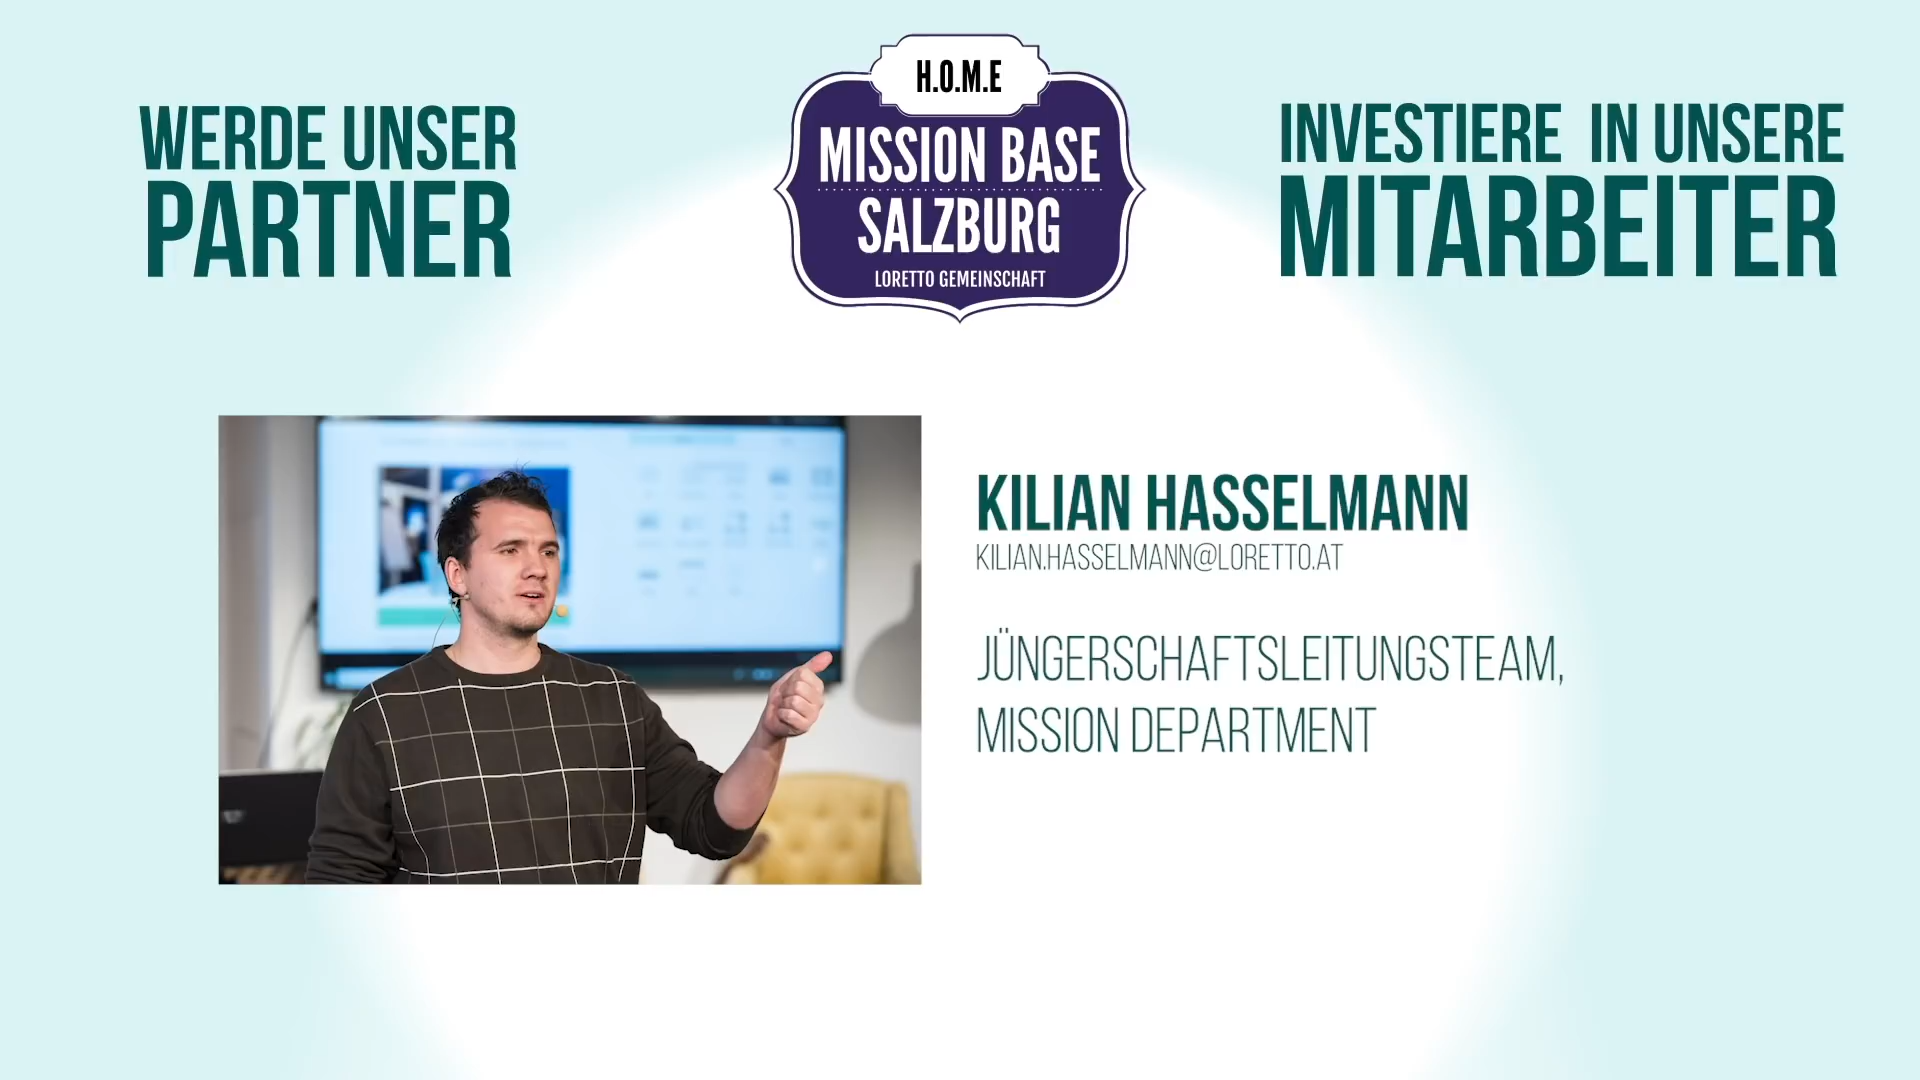 WERDE UNSER
PARTNER
H.O.M.E
MISSION BASE
SALZBURG
LORETTO GEMEINSCHAFT
INVESTIERE IN UNSERE
MITARBEITER
KILIAN HASSELMANN
KILIAN.HASSELMANN@LORETTO.AT
JÜNGERSCHAFTSLEITUNGSTEAM,
MISSION DEPARTMENT